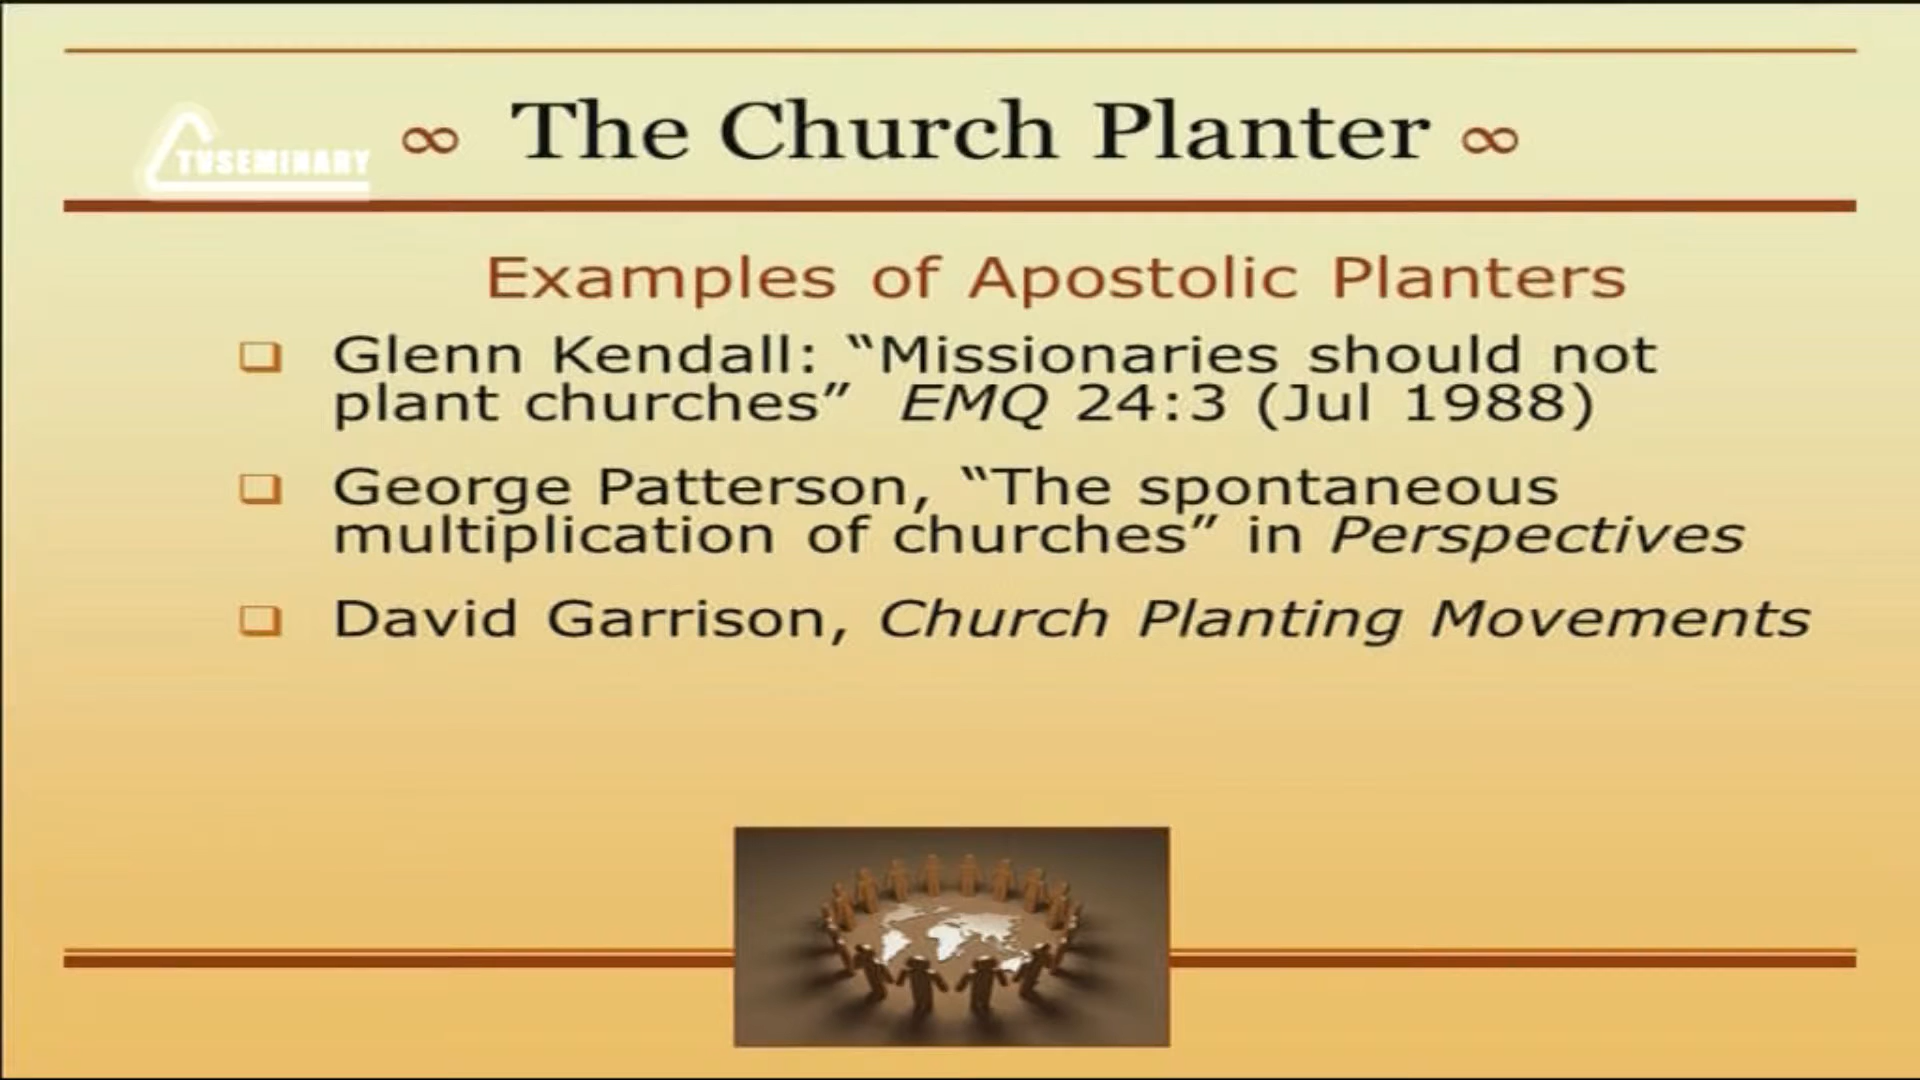 TVSEMINARY
∞ The Church Planter ∞
Examples of Apostolic Planters
❑ Glenn Kendall: “Missionaries should not
plant churches” EMQ 24:3 (Jul 1988)
❑ George Patterson, “The spontaneous
multiplication of churches” in Perspectives
❑ David Garrison, Church Planting Movements